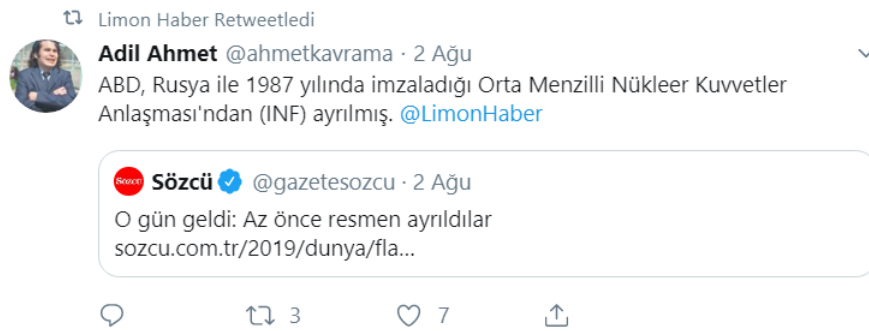 Limon Haber Retweetledi
Adil Ahmet @ahmetkavrama · 2 Ağu
ABD, Rusya ile 1987 yılında imzaladığı Orta Menzilli Nükleer Kuvvetler
Anlaşması'ndan (INF) ayrılmış. @LimonHaber
Sözcü Sözcü @gazetesozcu · 2 Ağu
O gün geldi: Az önce resmen ayrıldılar
sozcu.com.tr/2019/dunya/fla...
3 7